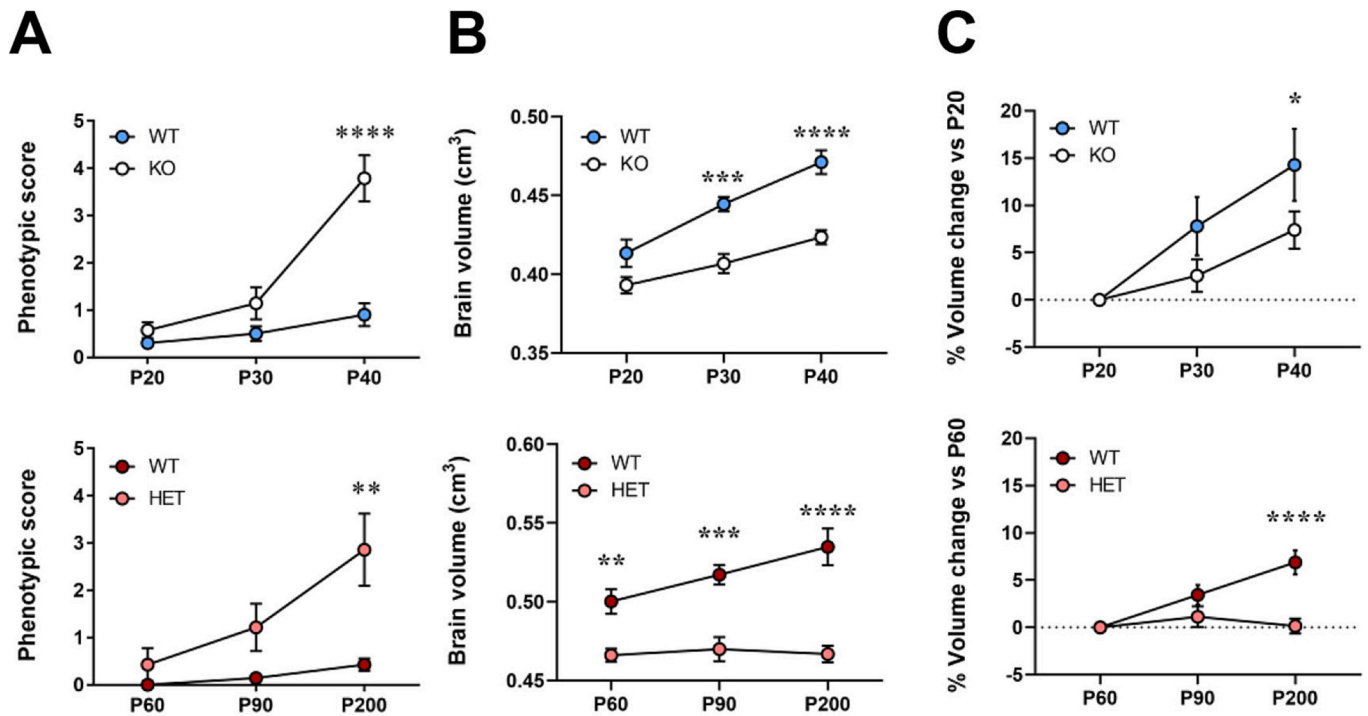 A
B
C
Phenotypic score
5
4
3
2
1
0
WT
KO
****
P20
P30
P40
Brain volume (cm³)
0.50
0.45
0.40
0.35
WT
KO
***
****
P20
P30
P40
% Volume change vs P20
20
15
10
5
0
-5
WT
KO
*
P20
P30
P40
Phenotypic score
5
4
3
2
1
0
WT
HET
**
P60
P90
P200
Brain volume (cm³)
0.60
0.55
0.50
0.45
WT
HET
**
***
****
P60
P90
P200
% Volume change vs P60
20
15
10
5
0
-5
WT
HET
****
P60
P90
P200